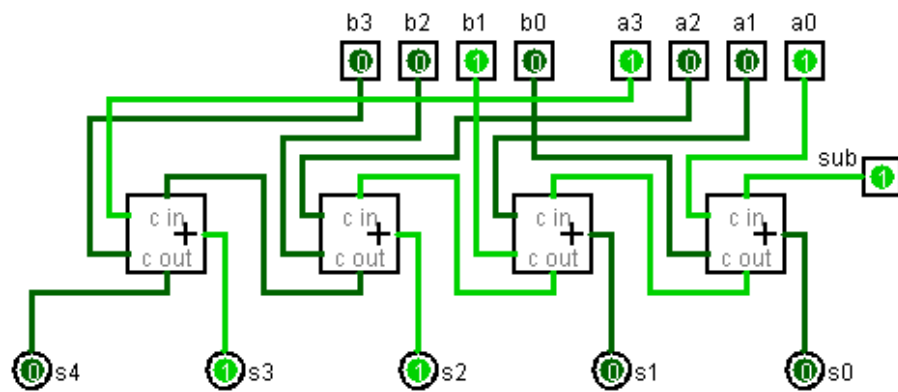 b3 b2 b1 b0 a3 a2 a1 a0
0 0 1 0 1 0 0 1
sub
1
c in c in c in c in
+ + + +
c out c out c out c out
0 s4 1 s3 1 s2 0 s1 0 s0